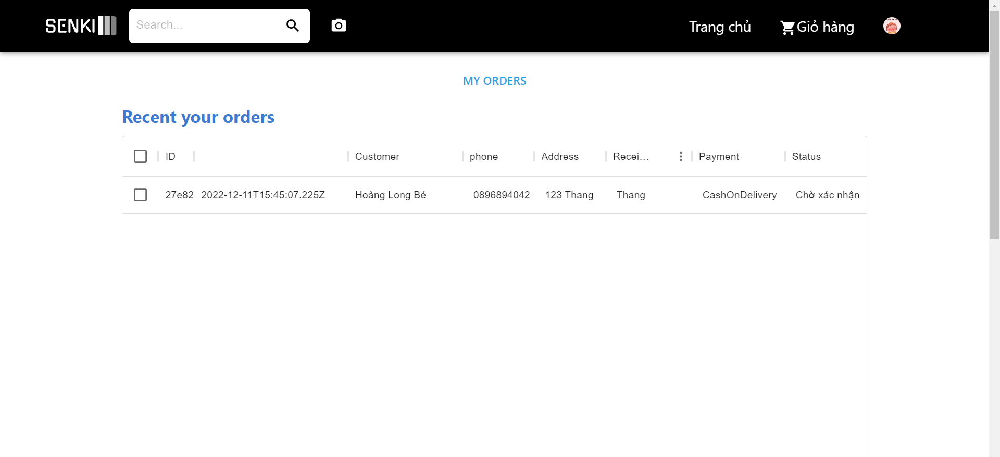 SENKI
Search...
Trang chủ
Giỏ hàng
MY ORDERS
Recent your orders
ID Customer phone Address Recei... Payment Status
27e82 2022-12-11T15:45:07.225Z Hoàng Long Bé 0896894042 123 Thang Thang CashOnDelivery Chờ xác nhận